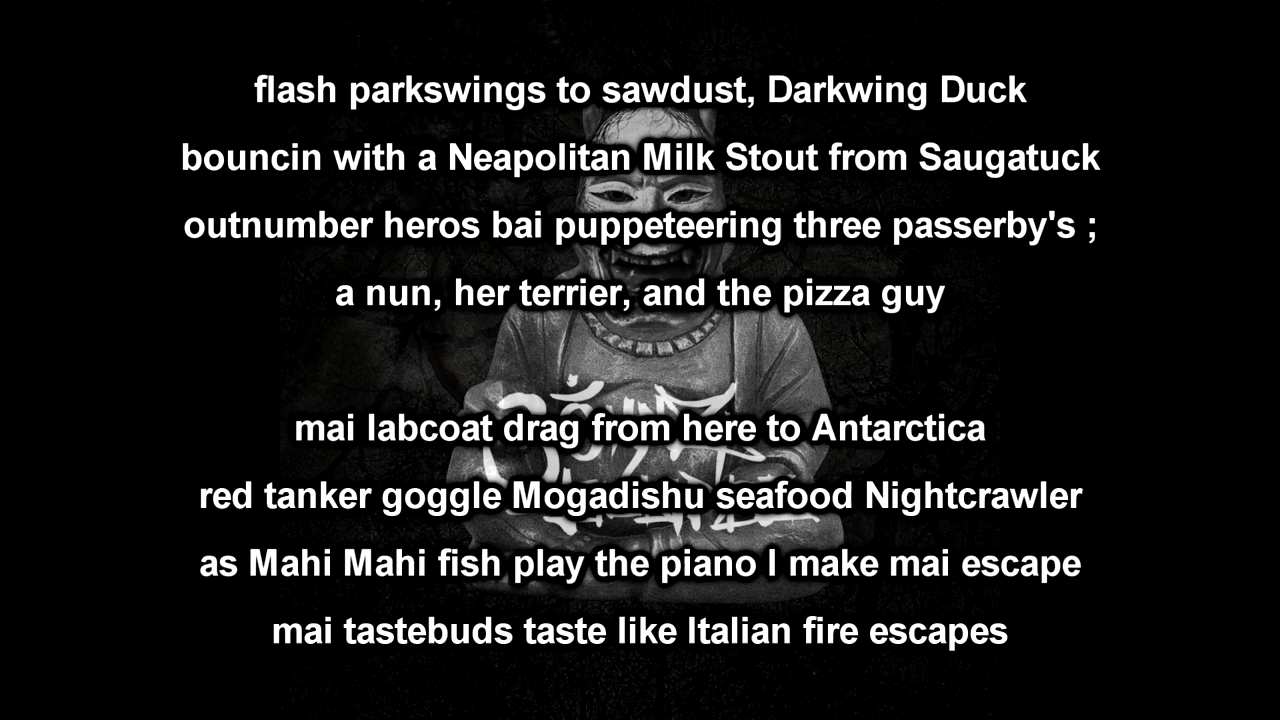 flash parkswings to sawdust, Darkwing Duck
bouncin with a Neapolitan Milk Stout from Saugatuck
outnumber heros bai puppeteering three passerby's ;
a nun, her terrier, and the pizza guy
mai labcoat drag from here to Antarctica
red tanker goggle Mogadishu seafood Nightcrawler
as Mahi Mahi fish play the piano I make mai escape
mai tastebuds taste like Italian fire escapes